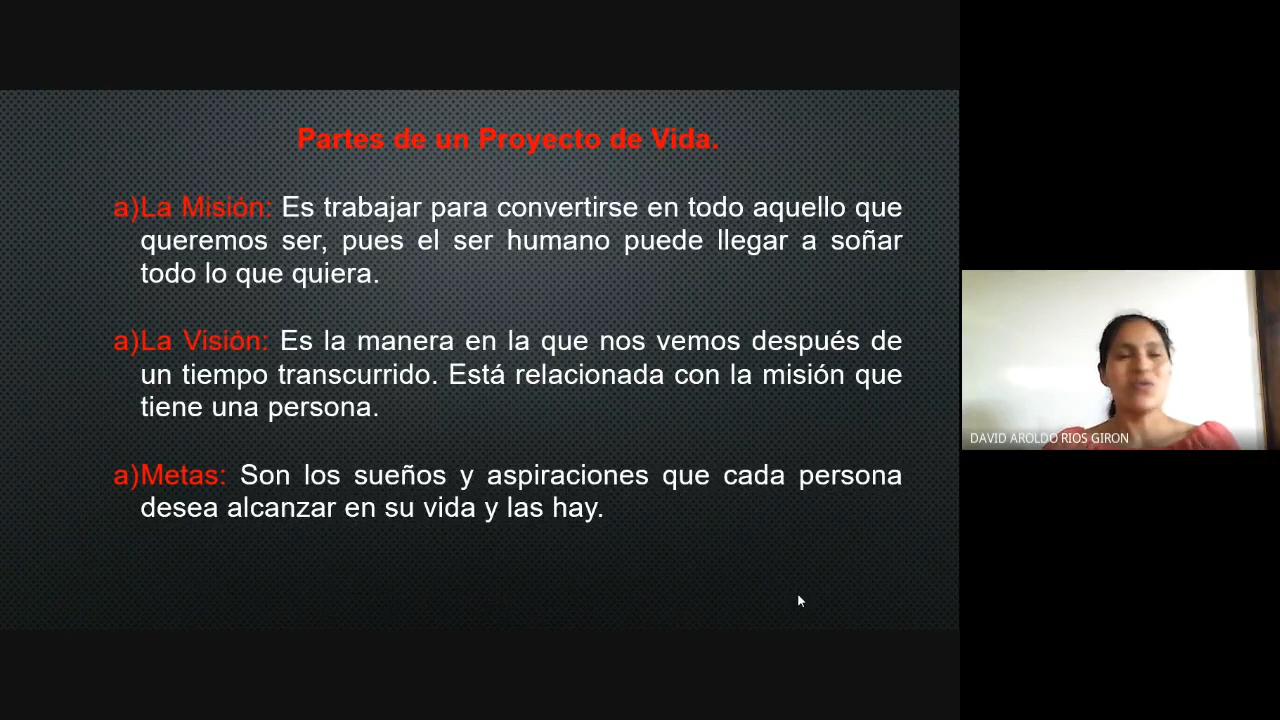 Partes de un Proyecto de Vida.
a)La Misión: Es trabajar para convertirse en todo aquello que
queremos ser, pues el ser humano puede llegar a soñar
todo lo que quiera.
a)La Visión: Es la manera en la que nos vemos después de
un tiempo transcurrido. Está relacionada con la misión que
tiene una persona.
a)Metas: Son los sueños y aspiraciones que cada persona
desea alcanzar en su vida y las hay.
DAVID AROLDO RIOS GIRON